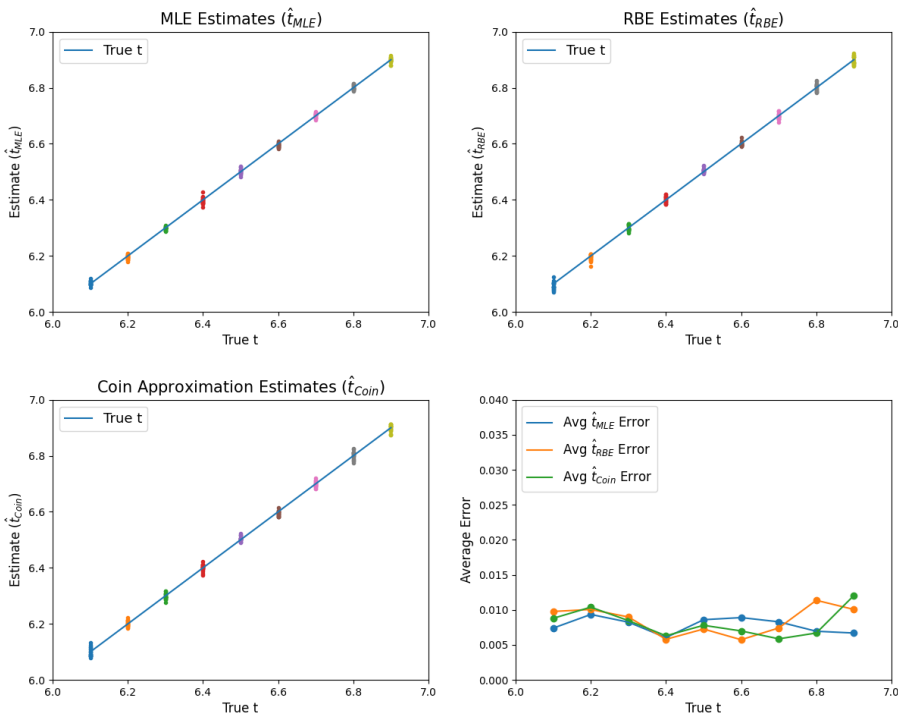 MLE Estimates (t̂_MLE)
7.0
6.8
6.6
6.4
6.2
6.0
Estimate (t̂_MLE)
True t
6.0 6.2 6.4 6.6 6.8 7.0
True t
RBE Estimates (t̂_RBE)
7.0
6.8
6.6
6.4
6.2
6.0
Estimate (t̂_RBE)
True t
6.0 6.2 6.4 6.6 6.8 7.0
True t
Coin Approximation Estimates (t̂_Coin)
7.0
6.8
6.6
6.4
6.2
6.0
Estimate (t̂_Coin)
True t
6.0 6.2 6.4 6.6 6.8 7.0
True t
0.040
0.035
0.030
0.025
0.020
0.015
0.010
0.005
0.000
Average Error
Avg t̂_MLE Error
Avg t̂_RBE Error
Avg t̂_Coin Error
6.0 6.2 6.4 6.6 6.8 7.0
True t